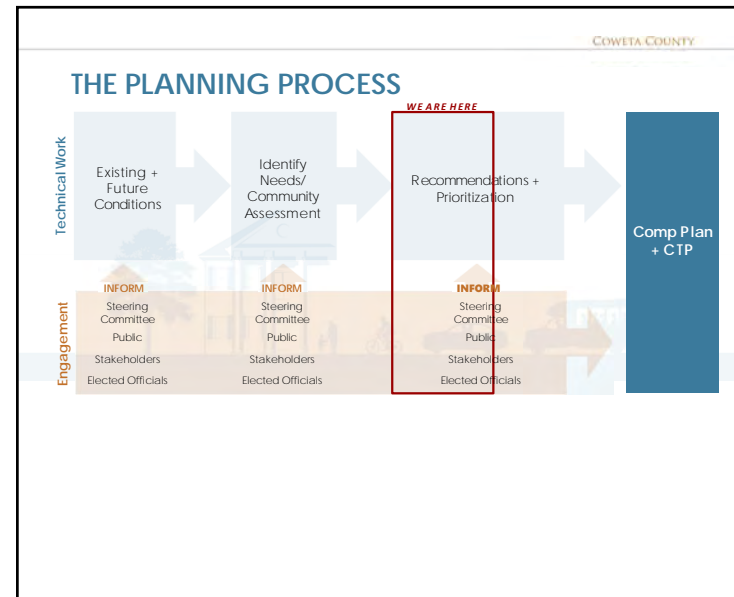 COWETA COUNTY
THE PLANNING PROCESS
WE ARE HERE
Technical Work
Existing +
Future
Conditions
Identify
Needs/
Community
Assessment
Recommendations +
Prioritization
Comp Plan
+ CTP
Engagement
INFORM
Steering
Committee
Public
Stakeholders
Elected Officials
INFORM
Steering
Committee
Public
Stakeholders
Elected Officials
INFORM
Steering
Committee
Public
Stakeholders
Elected Officials